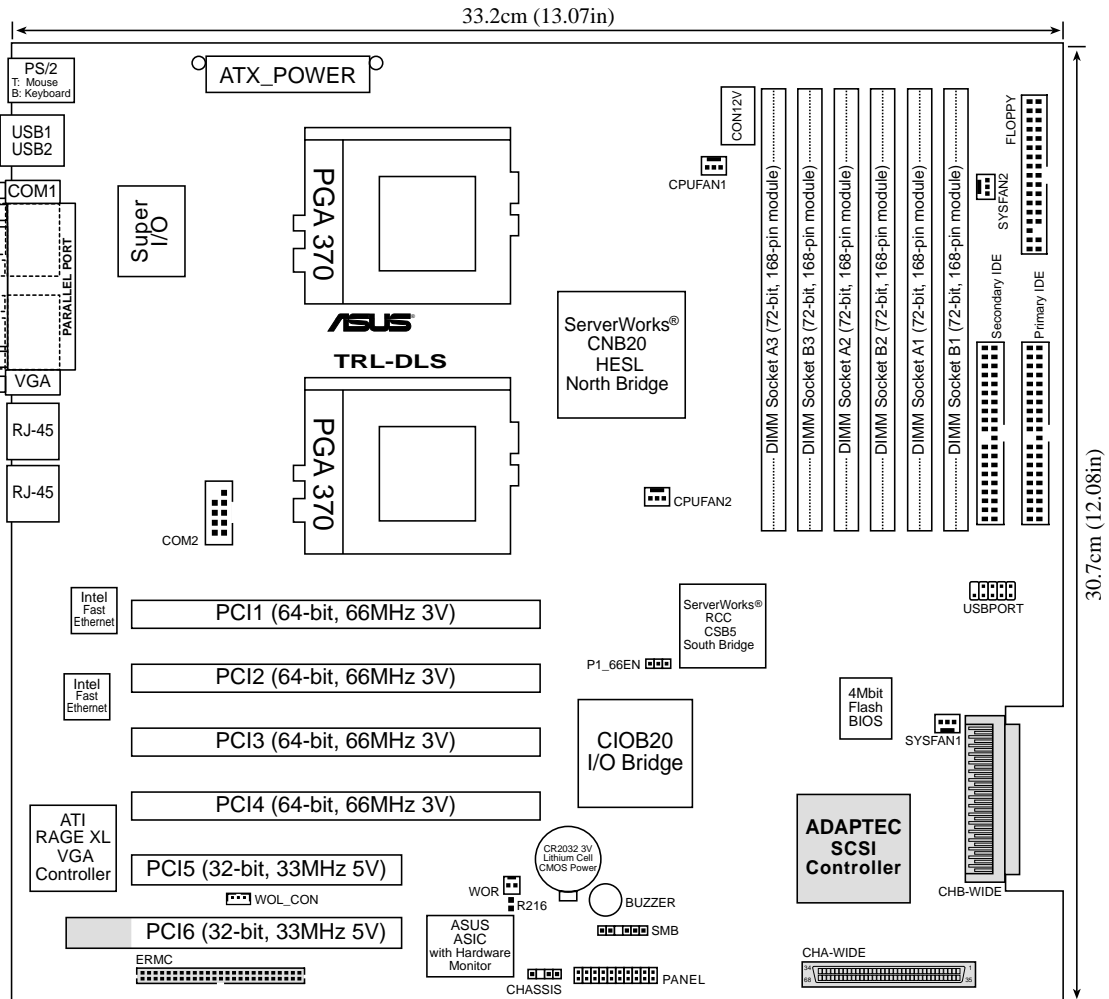 33.2cm (13.07in)
PS/2
T: Mouse
B: Keyboard
ATX_POWER
USB1
USB2
COM1
PARALLEL PORT
VGA
RJ-45
RJ-45
Super
I/O
PGA 370
ASUS®
TRL-DLS
PGA 370
COM2
CON12V
CPUFAN1
ServerWorks®
CNB20
HESL
North Bridge
CPUFAN2
DIMM Socket A3 (72-bit, 168-pin module)
DIMM Socket B3 (72-bit, 168-pin module)
DIMM Socket A2 (72-bit, 168-pin module)
DIMM Socket B2 (72-bit, 168-pin module)
DIMM Socket A1 (72-bit, 168-pin module)
DIMM Socket B1 (72-bit, 168-pin module)
SYSFAN2
FLOPPY
Secondary IDE
Primary IDE
30.7cm (12.08in)
Intel
Fast
Ethernet
PCI1 (64-bit, 66MHz 3V)
ServerWorks®
RCC
CSB5
South Bridge
USBPORT
P1_66EN
Intel
Fast
Ethernet
PCI2 (64-bit, 66MHz 3V)
4Mbit
Flash
BIOS
SYSFAN1
PCI3 (64-bit, 66MHz 3V)
CIOB20
I/O Bridge
PCI4 (64-bit, 66MHz 3V)
ATI
RAGE XL
VGA
Controller
ADAPTEC
SCSI
Controller
CHB-WIDE
CR2032 3V
Lithium Cell
CMOS Power
PCI5 (32-bit, 33MHz 5V)
WOL_CON
WOR
R216
BUZZER
PCI6 (32-bit, 33MHz 5V)
ASUS
ASIC
with Hardware
Monitor
SMB
ERMC
CHASSIS
PANEL
CHA-WIDE
34
1
68
35